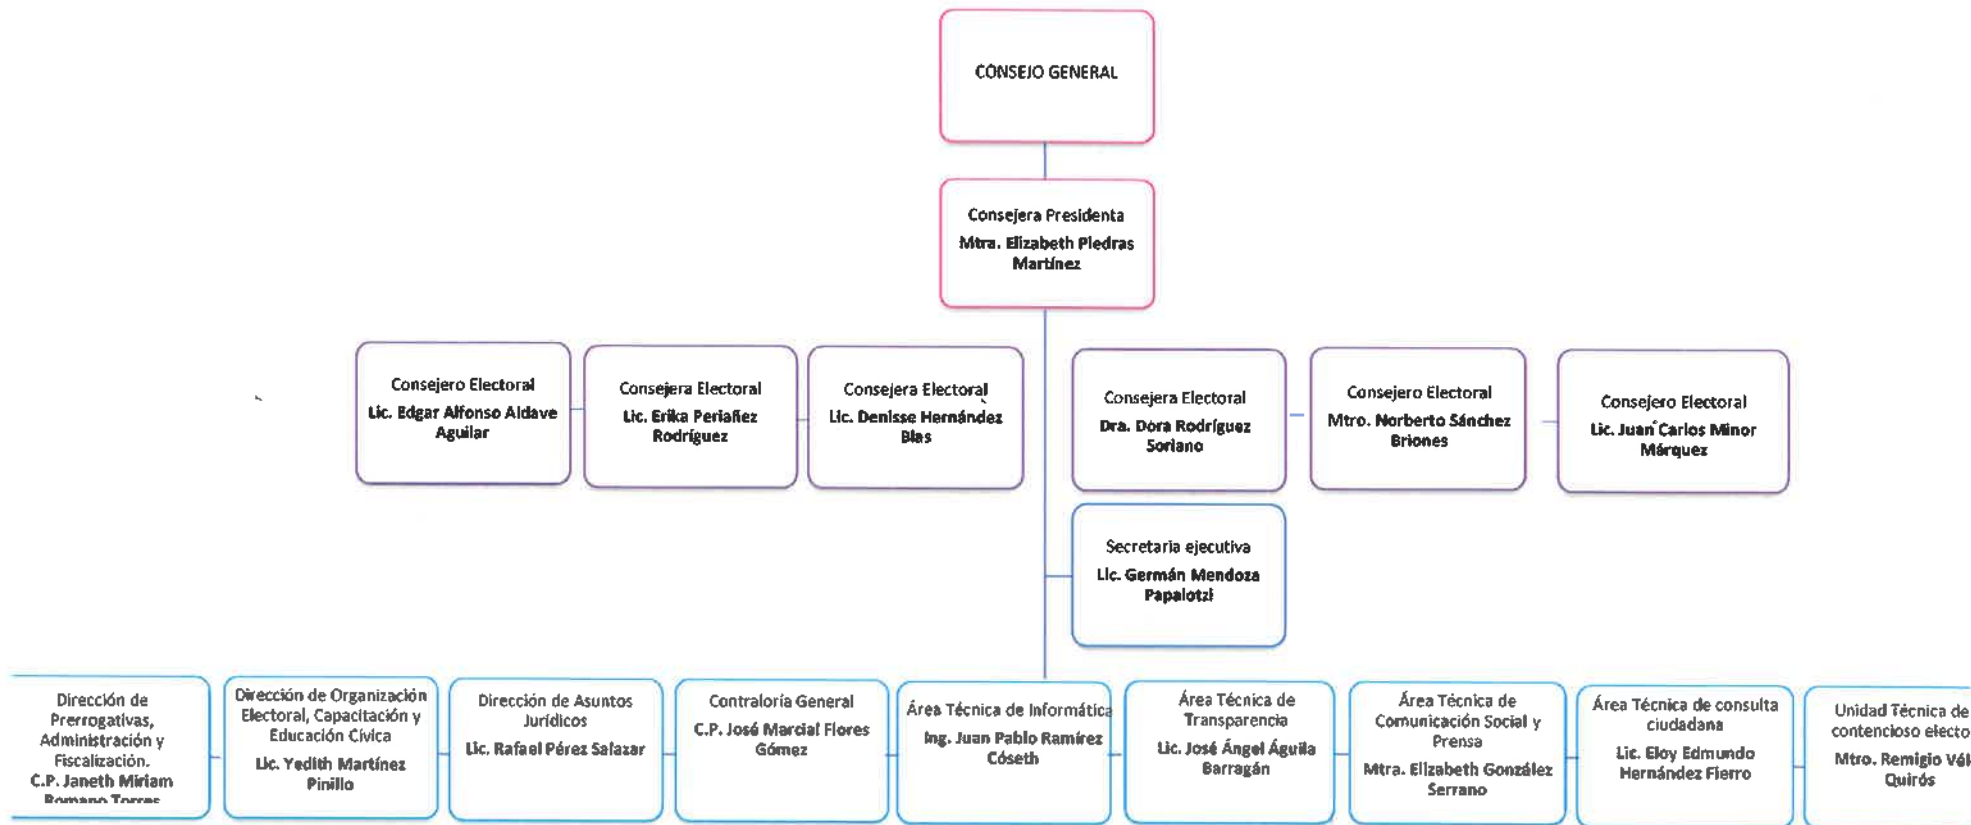 CONSEJO GENERAL
Consejera Presidenta
Mtra. Elizabeth Piedras
Martínez
Consejero Electoral
Lic. Edgar Alfonso Aldave
Aguilar
Consejera Electoral
Lic. Erika Periañez
Rodríguez
Consejera Electoral
Lic. Denisse Hernández
Blas
Consejera Electoral
Dra. Dora Rodríguez
Soriano
Consejero Electoral
Mtro. Norberto Sánchez
Briones
Consejero Electoral
Lic. Juan Carlos Minor
Márquez
Secretaria ejecutiva
Lic. Germán Mendoza
Papalotzi
Dirección de
Prerrogativas,
Administración y
Fiscalización.
C.P. Janeth Miriam
Romano Torres
Dirección de Organización
Electoral, Capacitación y
Educación Cívica
Lic. Yedith Martínez
Pinillo
Dirección de Asuntos
Jurídicos
Lic. Rafael Pérez Salazar
Contraloría General
C.P. José Marcial Flores
Gómez
Área Técnica de Informática
Ing. Juan Pablo Ramírez
Cóseth
Área Técnica de
Transparencia
Lic. José Ángel Águila
Barragán
Área Técnica de
Comunicación Social y
Prensa
Mtra. Elizabeth González
Serrano
Área Técnica de consulta
ciudadana
Lic. Eloy Edmundo
Hernández Fierro
Unidad Técnica de
contencioso electo
Mtro. Remigio Vél
Quirós